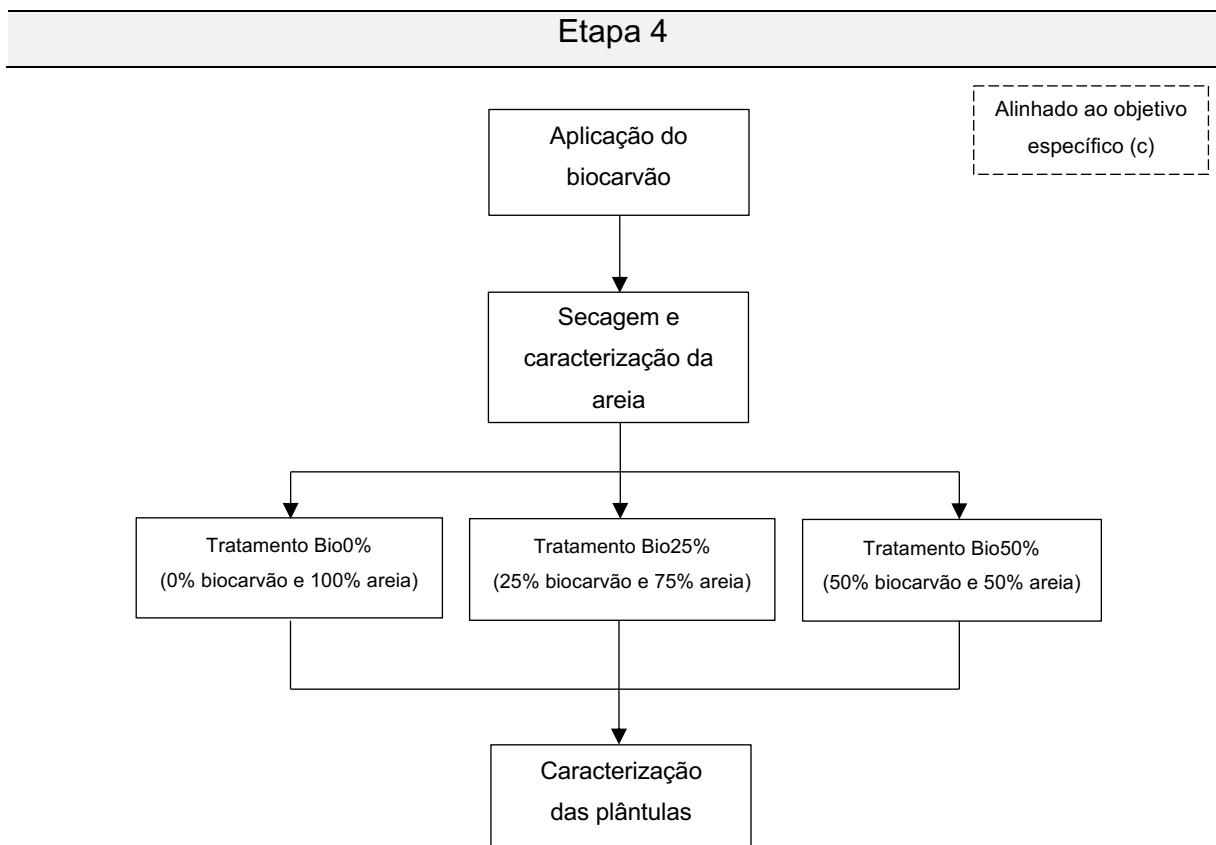 Etapa 4
Alinhado ao objetivo
específico (c)
Aplicação do
biocarvão
Secagem e
caracterização da
areia
Tratamento Bio0%
(0% biocarvão e 100% areia)
Tratamento Bio25%
(25% biocarvão e 75% areia)
Tratamento Bio50%
(50% biocarvão e 50% areia)
Caracterização
das plântulas